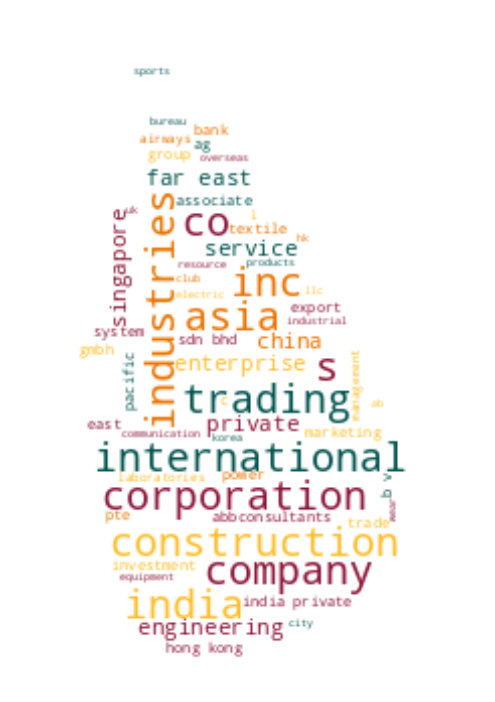 sports
bureau
bank
airways
ag
group
overseas
far east
associate
industries
uk
co
l
singapore
textile
hk
service
resource
products
club
inc
electric
llc
asia
export
industrial
system
sdn bhd
china
gmbh
pacific
enterprise
s
management
trading
c
ab
east
private
communication
korea
marketing
international
laboratories
power
b v
corporation
wear
pte
abbconsultants
trade
construction
investment
equipment
company
india
india private
engineering
city
hong kong